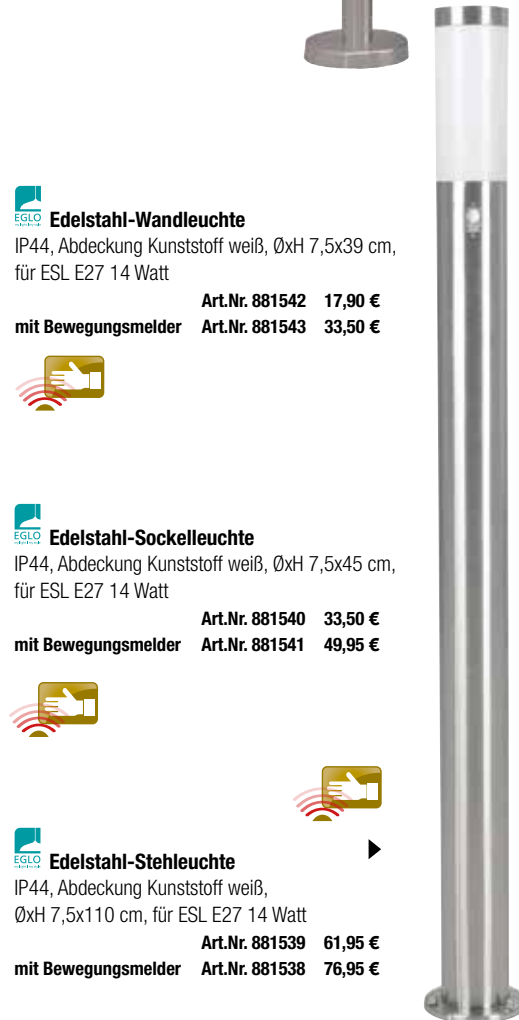 EGLO Edelstahl-Wandleuchte
IP44, Abdeckung Kunststoff weiß, ØxH 7,5x39 cm,
für ESL E27 14 Watt
Art.Nr. 881542 17,90 €
mit Bewegungsmelder Art.Nr. 881543 33,50 €
EGLO Edelstahl-Sockelleuchte
IP44, Abdeckung Kunststoff weiß, ØxH 7,5x45 cm,
für ESL E27 14 Watt
Art.Nr. 881540 33,50 €
mit Bewegungsmelder Art.Nr. 881541 49,95 €
EGLO Edelstahl-Stehleuchte
IP44, Abdeckung Kunststoff weiß,
ØxH 7,5x110 cm, für ESL E27 14 Watt
Art.Nr. 881539 61,95 €
mit Bewegungsmelder Art.Nr. 881538 76,95 €